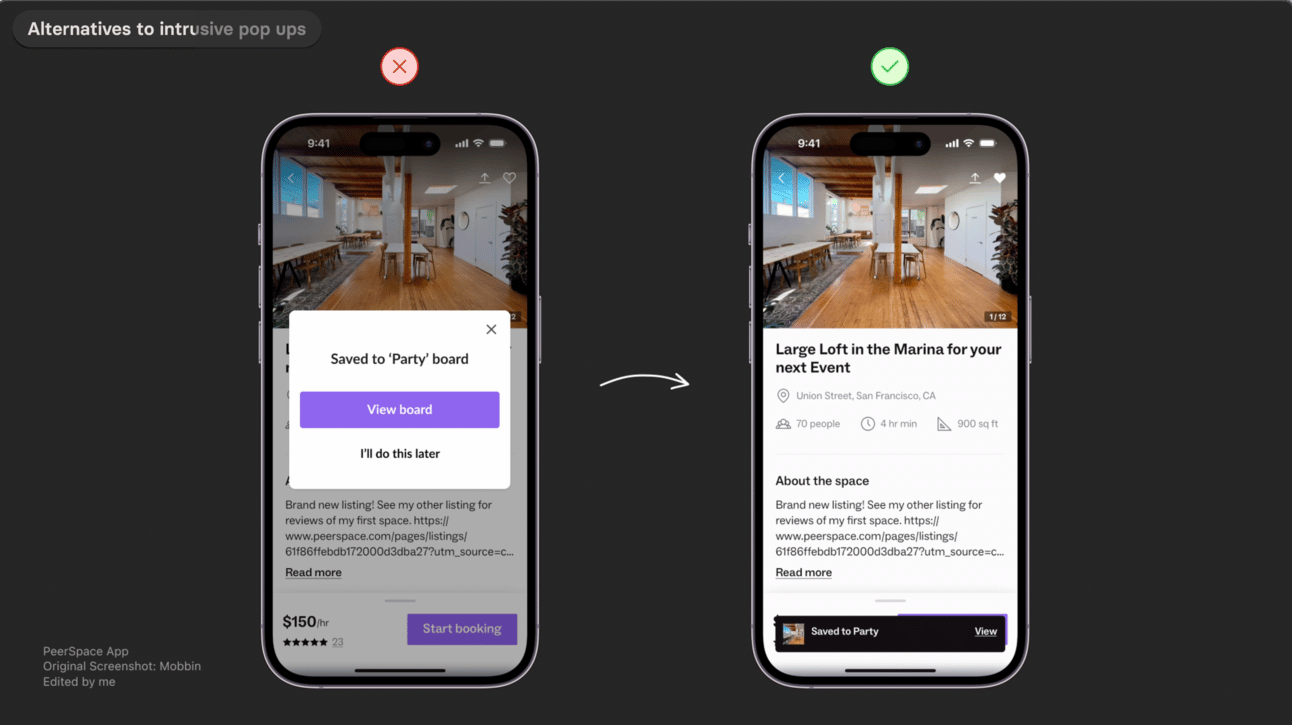 Alternatives to intrusive pop ups
9:41
2
Saved to ‘Party’ board
View board
I’ll do this later
A
Brand new listing! See my other listing for
reviews of my first space. https://
www.peerspace.com/pages/listings/
61f86ffebdb172000d3dba27?utm_source=c...
Read more
$150/hr
23
Start booking
9:41
1/12
Large Loft in the Marina for your
next Event
Union Street, San Francisco, CA
70 people 4 hr min 900 sq ft
About the space
Brand new listing! See my other listing for
reviews of my first space. https://
www.peerspace.com/pages/listings/
61f86ffebdb172000d3dba27?utm_source=c...
Read more
Saved to Party View
PeerSpace App
Original Screenshot: Mobbin
Edited by me